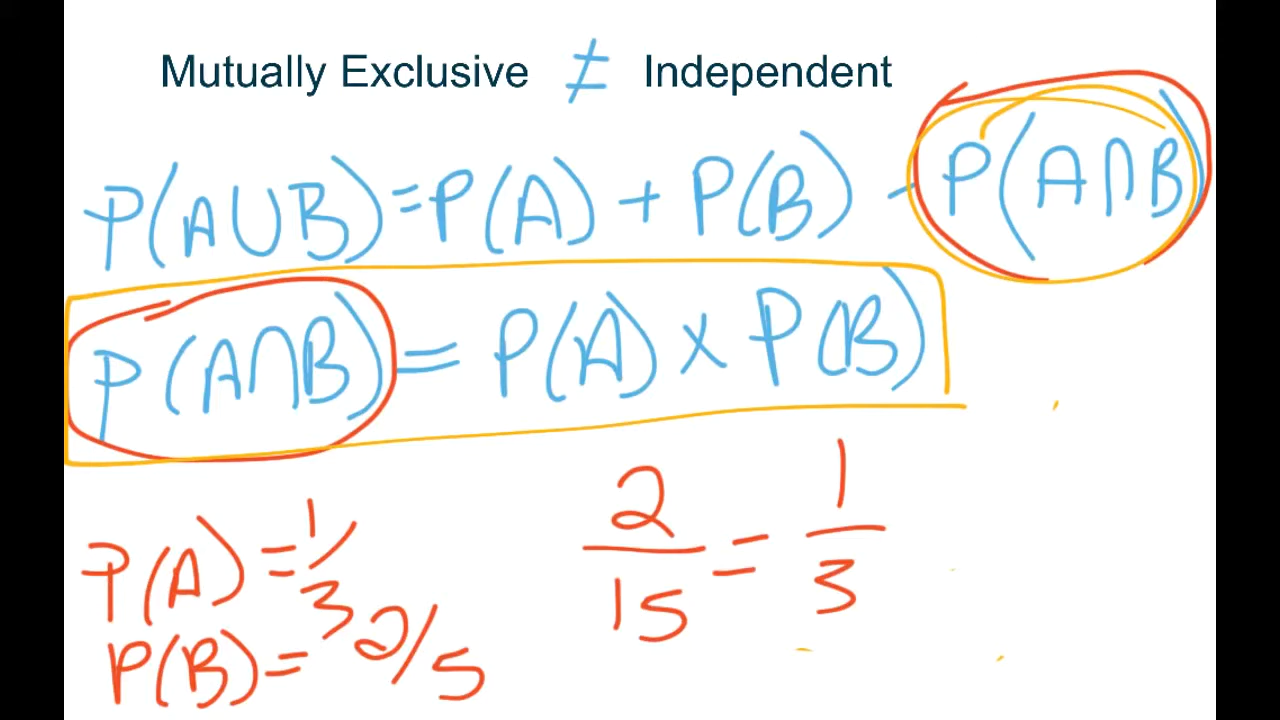 Mutually Exclusive ≠ Independent
P(A∪B)=P(A) + P(B) - P(A∩B)
P(A∩B) = P(A) x P(B)
P(A) = 1/3
P(B) = 2/5
2/15 = 1/3